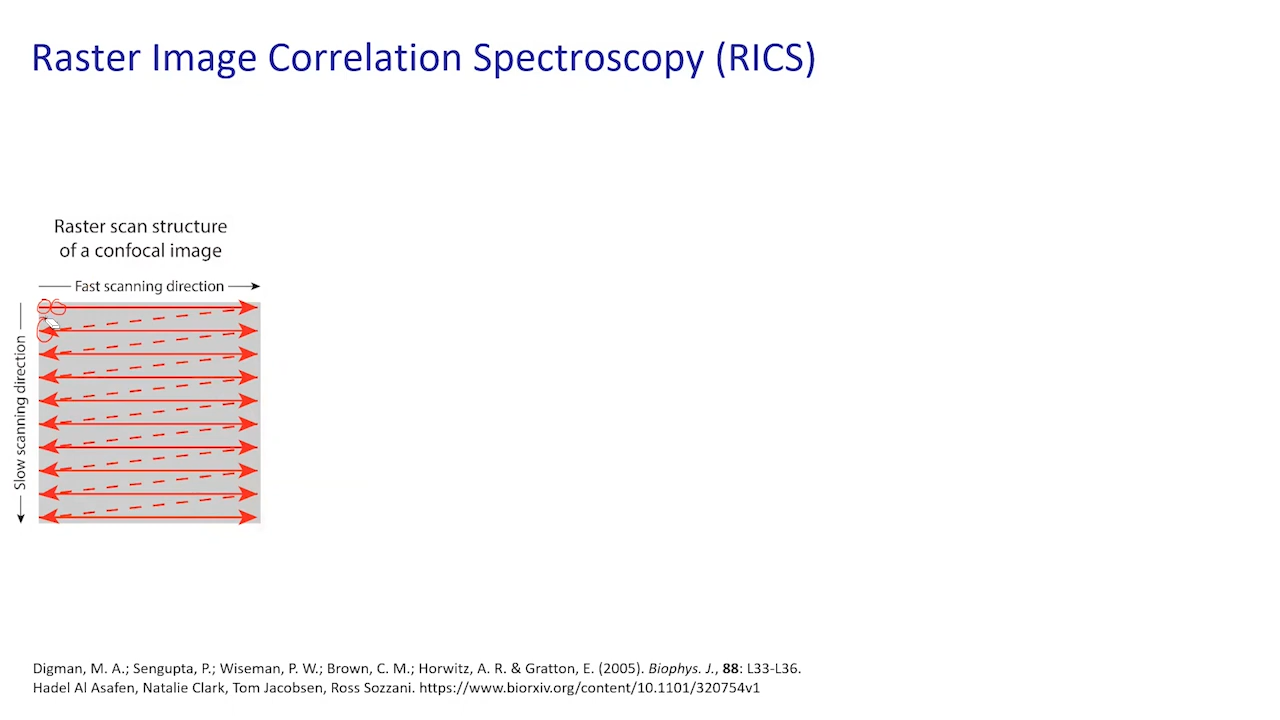 Raster Image Correlation Spectroscopy (RICS)
Raster scan structure
of a confocal image
Fast scanning direction
Slow scanning direction
Digman, M. A.; Sengupta, P.; Wiseman, P. W.; Brown, C. M.; Horwitz, A. R. & Gratton, E. (2005). Biophys. J., 88: L33-L36.
Hadel Al Asafen, Natalie Clark, Tom Jacobsen, Ross Sozzani. https://www.biorxiv.org/content/10.1101/320754v1